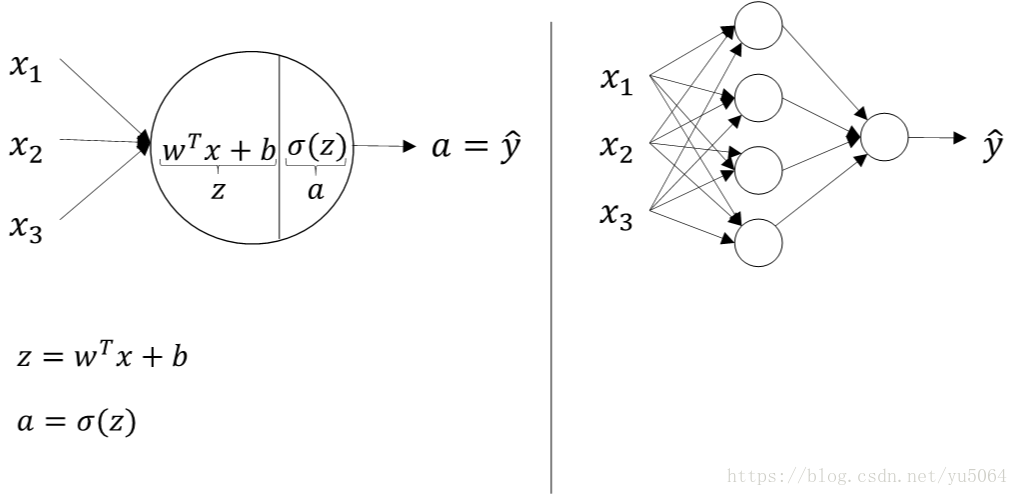 x₁
x₂
x₃
wᵀx + b
z
σ(z)
a
a = ŷ
z = wᵀx + b
a = σ(z)
x₁
x₂
x₃
ŷ
https://blog.csdn.net/yu5064